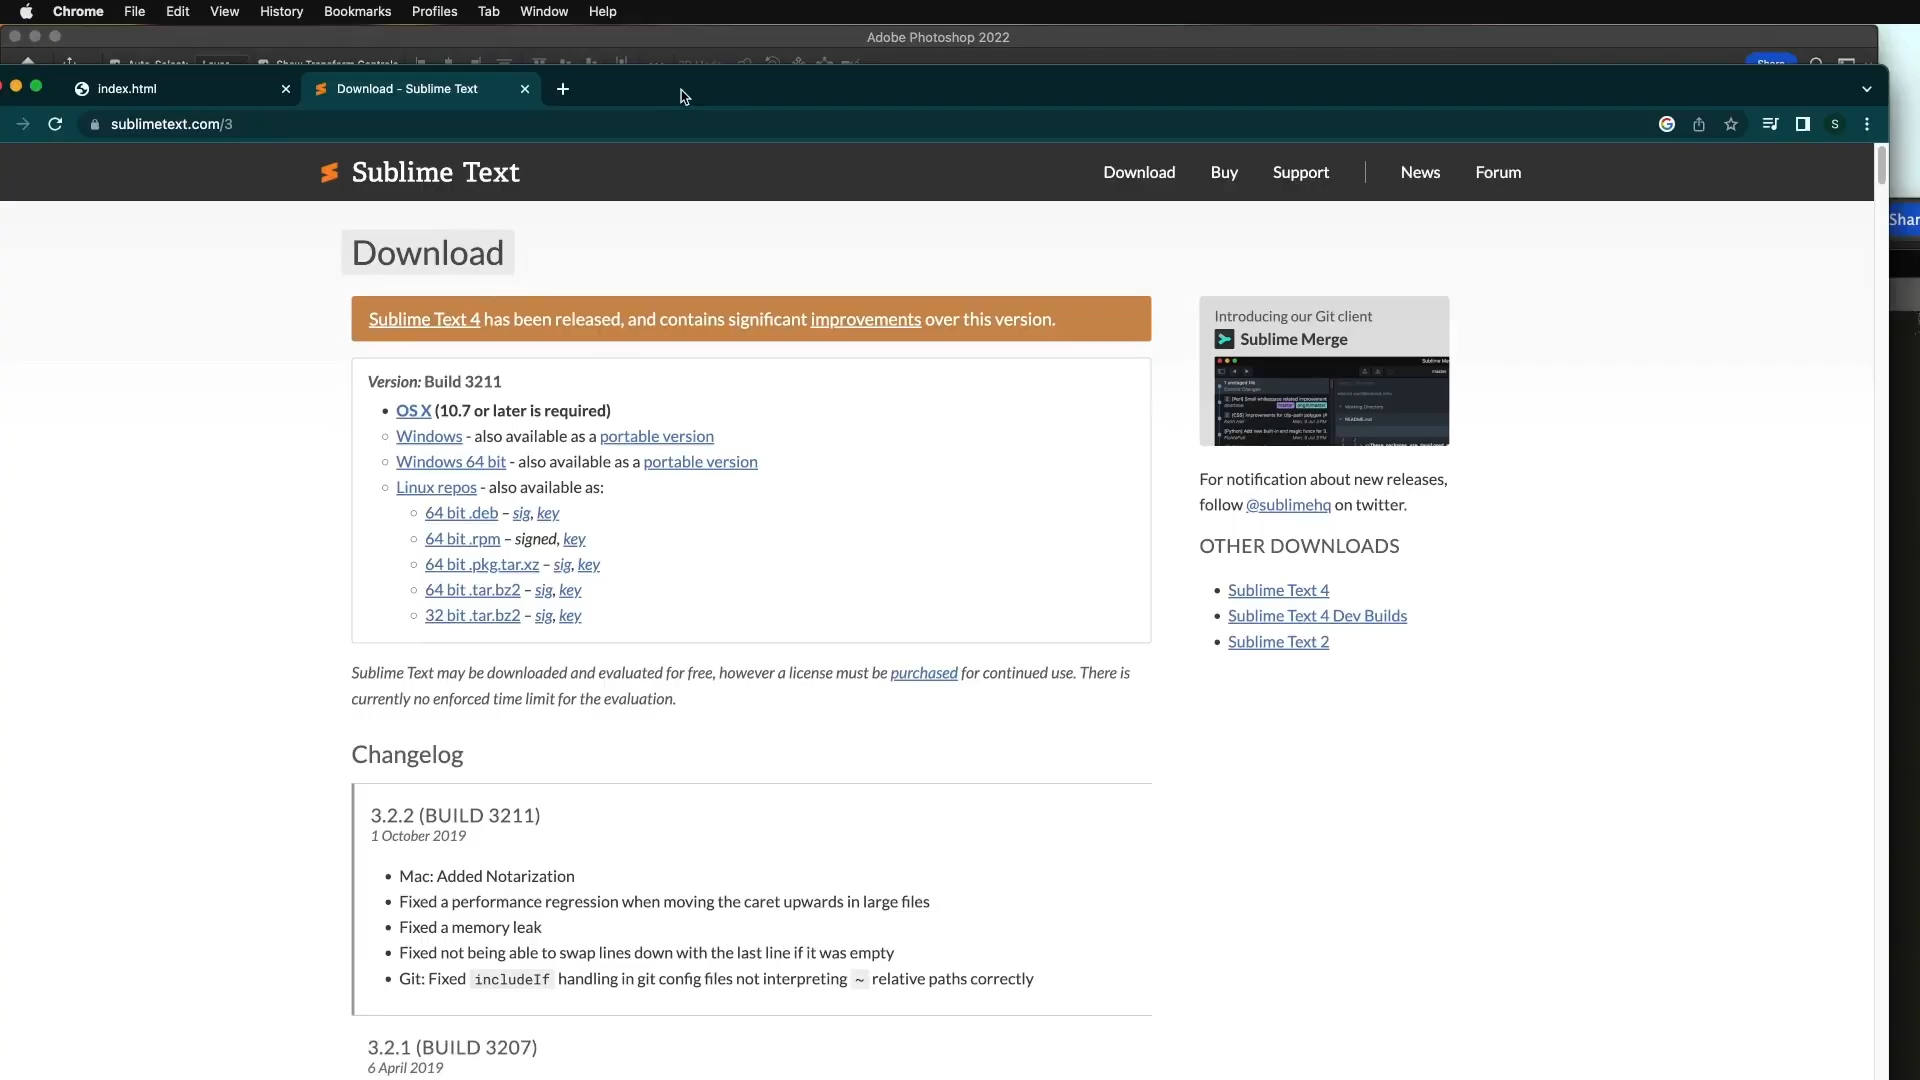 Chrome File Edit View History Bookmarks Profiles Tab Window Help
Adobe Photoshop 2022
Share
index.html
Download - Sublime Text
sublimetext.com/3
S
Sublime Text
Download Buy Support News Forum
Shar
Download
Sublime Text 4 has been released, and contains significant improvements over this version.
Version: Build 3211
OS X (10.7 or later is required)
Windows - also available as a portable version
Windows 64 bit - also available as a portable version
Linux repos - also available as:
64 bit .deb – sig, key
64 bit .rpm – signed, key
64 bit .pkg.tar.xz – sig, key
64 bit .tar.bz2 – sig, key
32 bit .tar.bz2 – sig, key
Sublime Text may be downloaded and evaluated for free, however a license must be purchased for continued use. There is
currently no enforced time limit for the evaluation.
Introducing our Git client
Sublime Merge
For notification about new releases,
follow @sublimehq on twitter.
OTHER DOWNLOADS
Sublime Text 4
Sublime Text 4 Dev Builds
Sublime Text 2
Changelog
3.2.2 (BUILD 3211)
1 October 2019
Mac: Added Notarization
Fixed a performance regression when moving the caret upwards in large files
Fixed a memory leak
Fixed not being able to swap lines down with the last line if it was empty
Git: Fixed includeIf handling in git config files not interpreting ~ relative paths correctly
3.2.1 (BUILD 3207)
6 April 2019